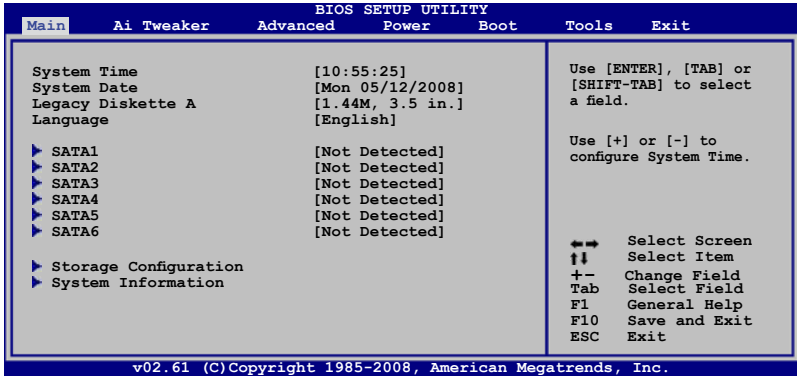 BIOS SETUP UTILITY
Main Ai Tweaker Advanced Power Boot Tools Exit
System Time [10:55:25]
System Date [Mon 05/12/2008]
Legacy Diskette A [1.44M, 3.5 in.]
Language [English]
SATA1 [Not Detected]
SATA2 [Not Detected]
SATA3 [Not Detected]
SATA4 [Not Detected]
SATA5 [Not Detected]
SATA6 [Not Detected]
Storage Configuration
System Information
Use [ENTER], [TAB] or
[SHIFT-TAB] to select
a field.
Use [+] or [-] to
configure System Time.
←→ Select Screen
↑↓ Select Item
+- Change Field
Tab Select Field
F1 General Help
F10 Save and Exit
ESC Exit
v02.61 (C)Copyright 1985-2008, American Megatrends, Inc.